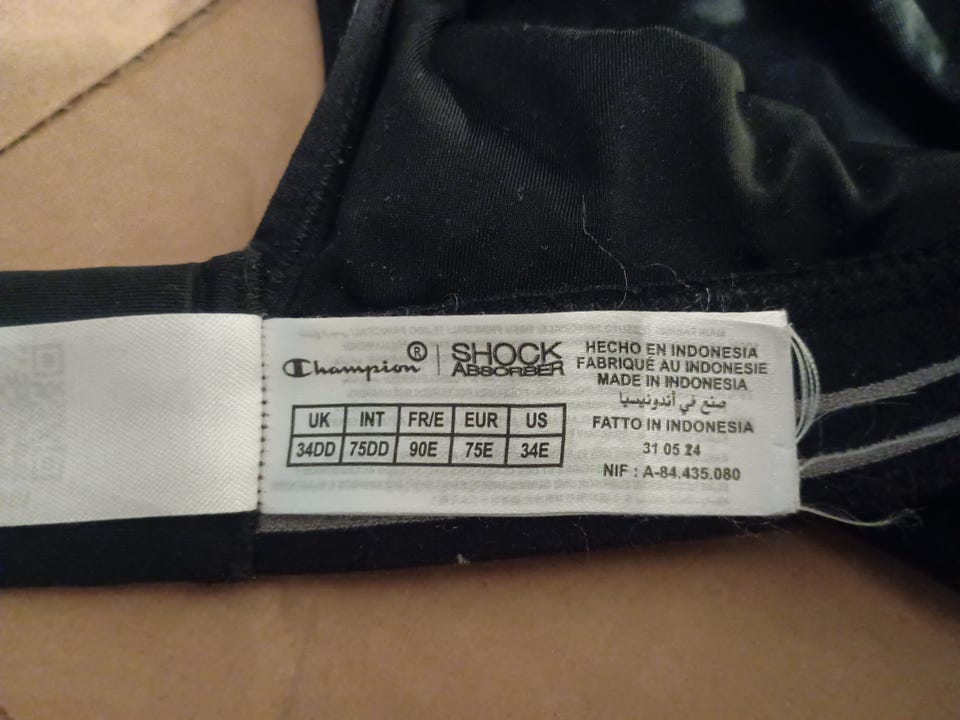 Champion® | SHOCK ABSORBER
UK INT FR/E EUR US
34DD 75DD 90E 75E 34E
HECHO EN INDONESIA
FABRIQUÉ AU INDONESIE
MADE IN INDONESIA
صنع في أندونيسيا
FATTO IN INDONESIA
31 05 24
NIF : A-84.435.080